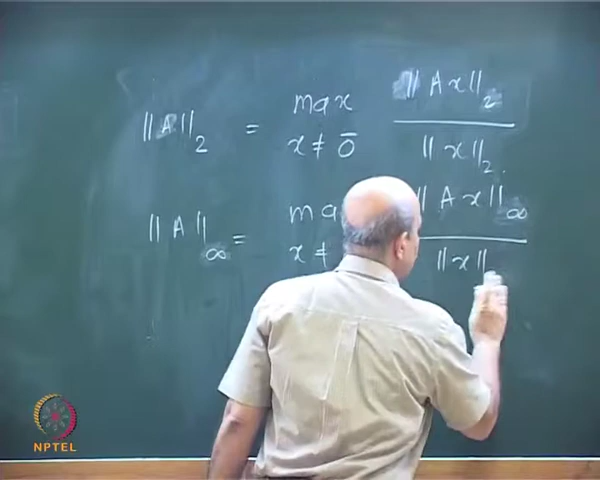 ||A||₂ = max x ≠ 0̄ ||Ax||₂ / ||x||₂.
||A||∞ = ma x ≠ ||Ax||∞ / ||x||
NPTEL